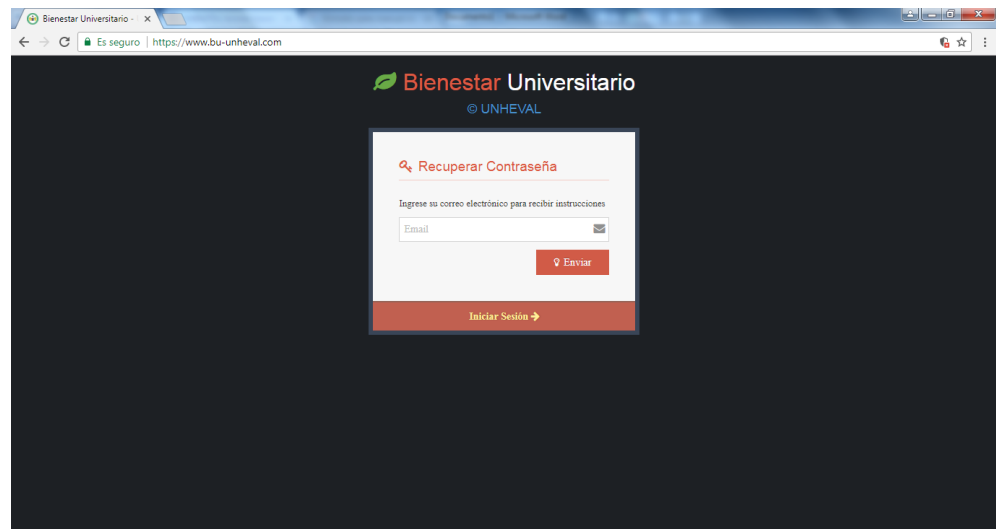 Bienestar Universitario -
Es seguro | https://www.bu-unheval.com
Bienestar Universitario
© UNHEVAL
Recuperar Contraseña
Ingrese su correo electrónico para recibir instrucciones
Email
Enviar
Iniciar Sesión